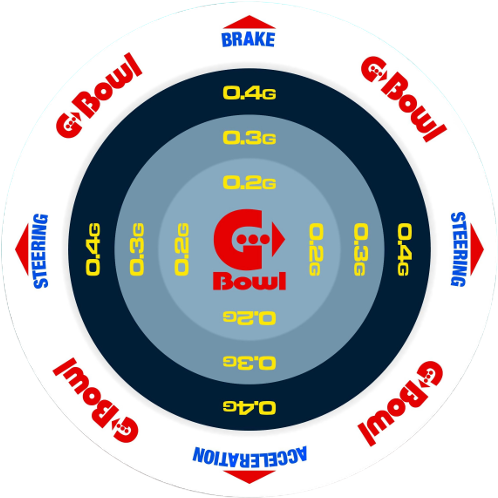 BRAKE
G-Bowl
G-Bowl
0.4G
0.3G
0.2G
STEERING
0.4G
0.3G
0.2G
G
Bowl
0.2G
0.3G
0.4G
STEERING
0.2G
0.3G
0.4G
G-Bowl
G-Bowl
ACCELERATION